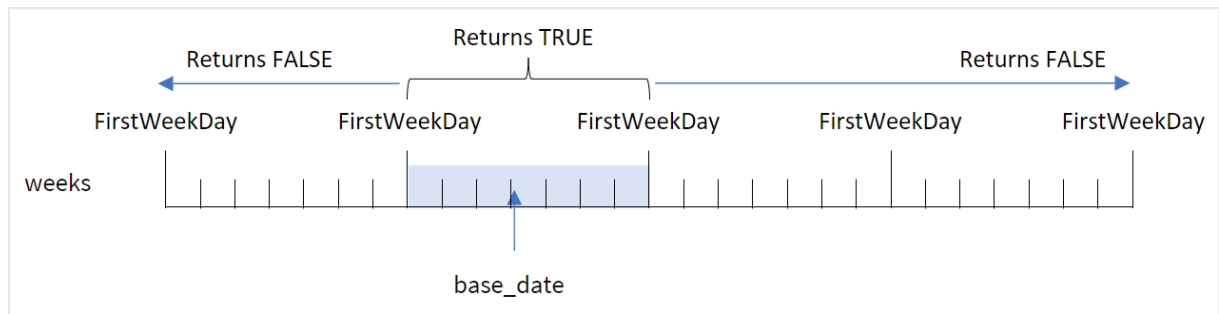 Returns TRUE
Returns FALSE
Returns FALSE
FirstWeekDay
FirstWeekDay
FirstWeekDay
FirstWeekDay
FirstWeekDay
weeks
base_date